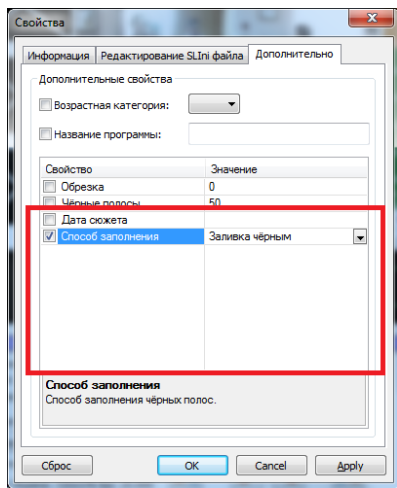 Свойства
Информация Редактирование SLIni файла Дополнительно
Дополнительные свойства
Возрастная категория:
Название программы:
Свойство Значение
Обрезка 0
Чёрные полосы 50
Дата сюжета
Способ заполнения Заливка чёрным
Способ заполнения
Способ заполнения чёрных полос.
Сброс OK Cancel Apply